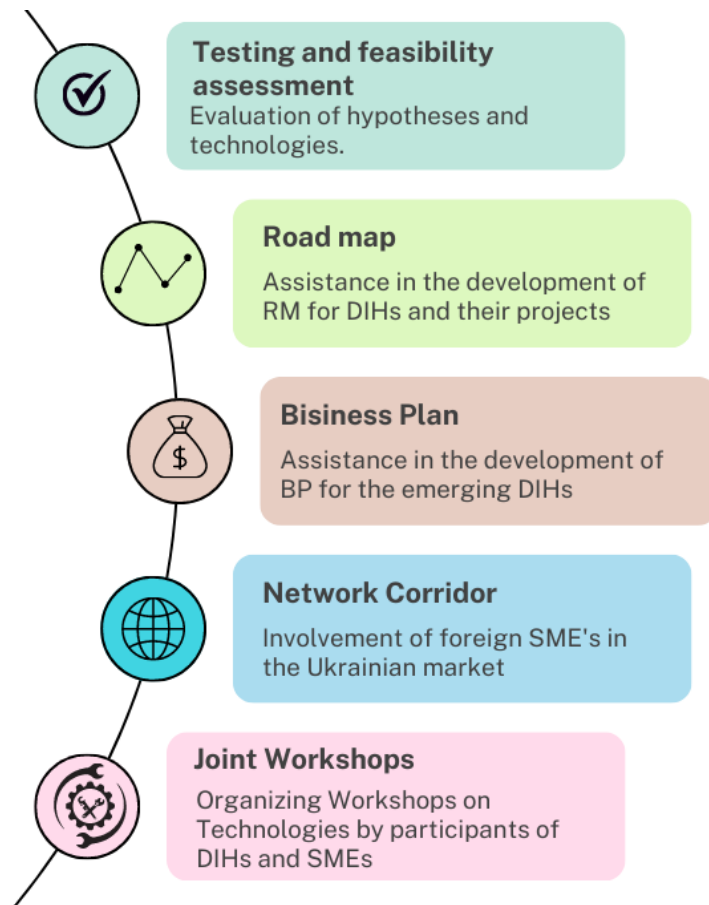 Testing and feasibility
assessment
Evaluation of hypotheses and
technologies.
Road map
Assistance in the development of
RM for DIHs and their projects
Bisiness Plan
$
Assistance in the development of
BP for the emerging DIHs
Network Corridor
Involvement of foreign SME's in
the Ukrainian market
Joint Workshops
Organizing Workshops on
Technologies by participants of
DIHs and SMEs